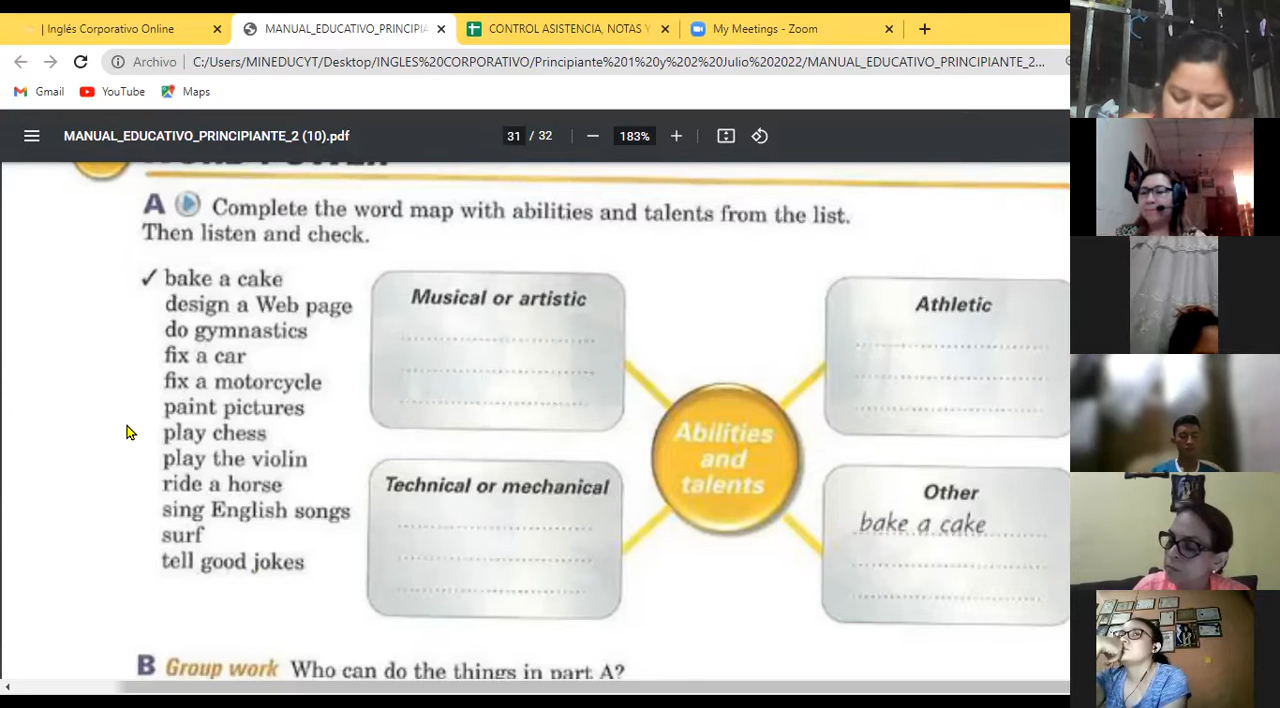 | Inglés Corporativo Online
MANUAL_EDUCATIVO_PRINCIPIA
CONTROL ASISTENCIA, NOTAS Y
My Meetings - Zoom
Archivo
C:/Users/MINEDUCYT/Desktop/INGLES%20CORPORATIVO/Principiante%201%20y%202%20Julio%202022/MANUAL_EDUCATIVO_PRINCIPIANTE_2...
Gmail
YouTube
Maps
MANUAL_EDUCATIVO_PRINCIPIANTE_2 (10).pdf
31 / 32
183%
WORD POWER
A Complete the word map with abilities and talents from the list.
Then listen and check.
✓ bake a cake
design a Web page
do gymnastics
fix a car
fix a motorcycle
paint pictures
play chess
play the violin
ride a horse
sing English songs
surf
tell good jokes
Musical or artistic
Athletic
Abilities
and
talents
Technical or mechanical
Other
bake a cake
B Group work Who can do the things in part A?